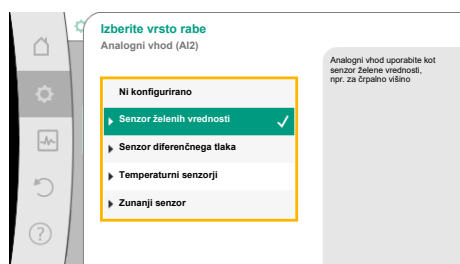 Izberite vrsto rabe
Analogni vhod (AI2)
Ni konfigurirano
Senzor želenih vrednosti
Senzor diferenčnega tlaka
Temperaturni senzorji
Zunanji senzor
Analogni vhod uporabite kot
senzor želene vrednosti,
npr. za črpalno višino
?